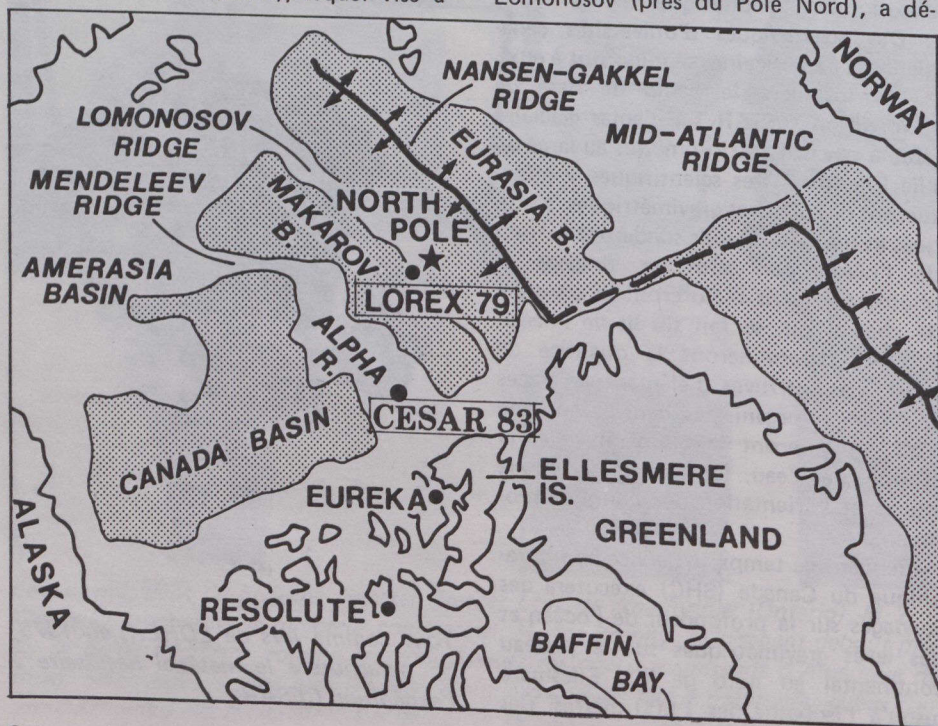 Lomonosov (près du Pôle Nord), a dé-
NORWAY
NANSEN-GAKKEL
RIDGE
LOMONOSOV
RIDGE
MID-ATLANTIC
RIDGE
EURASIA
B.
MENDELEEV
RIDGE
MAKAROV
B.
NORTH
POLE
AMERASIA
BASIN
LOREX 79
ALPHA
R.
CESAR 83
CANADA BASIN
ELLESMERE
IS.
EUREKA
ALASKA
GREENLAND
RESOLUTE
BAFFIN
BAY